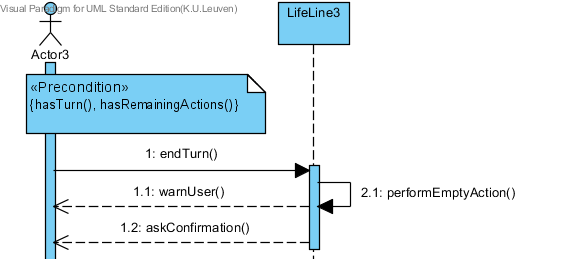 Visual Paradigm for UML Standard Edition(K.U.Leuven)
LifeLine3
Actor3
«Precondition»
{hasTurn(), hasRemainingActions()}
1: endTurn()
1.1: warnUser()
2.1: performEmptyAction()
1.2: askConfirmation()